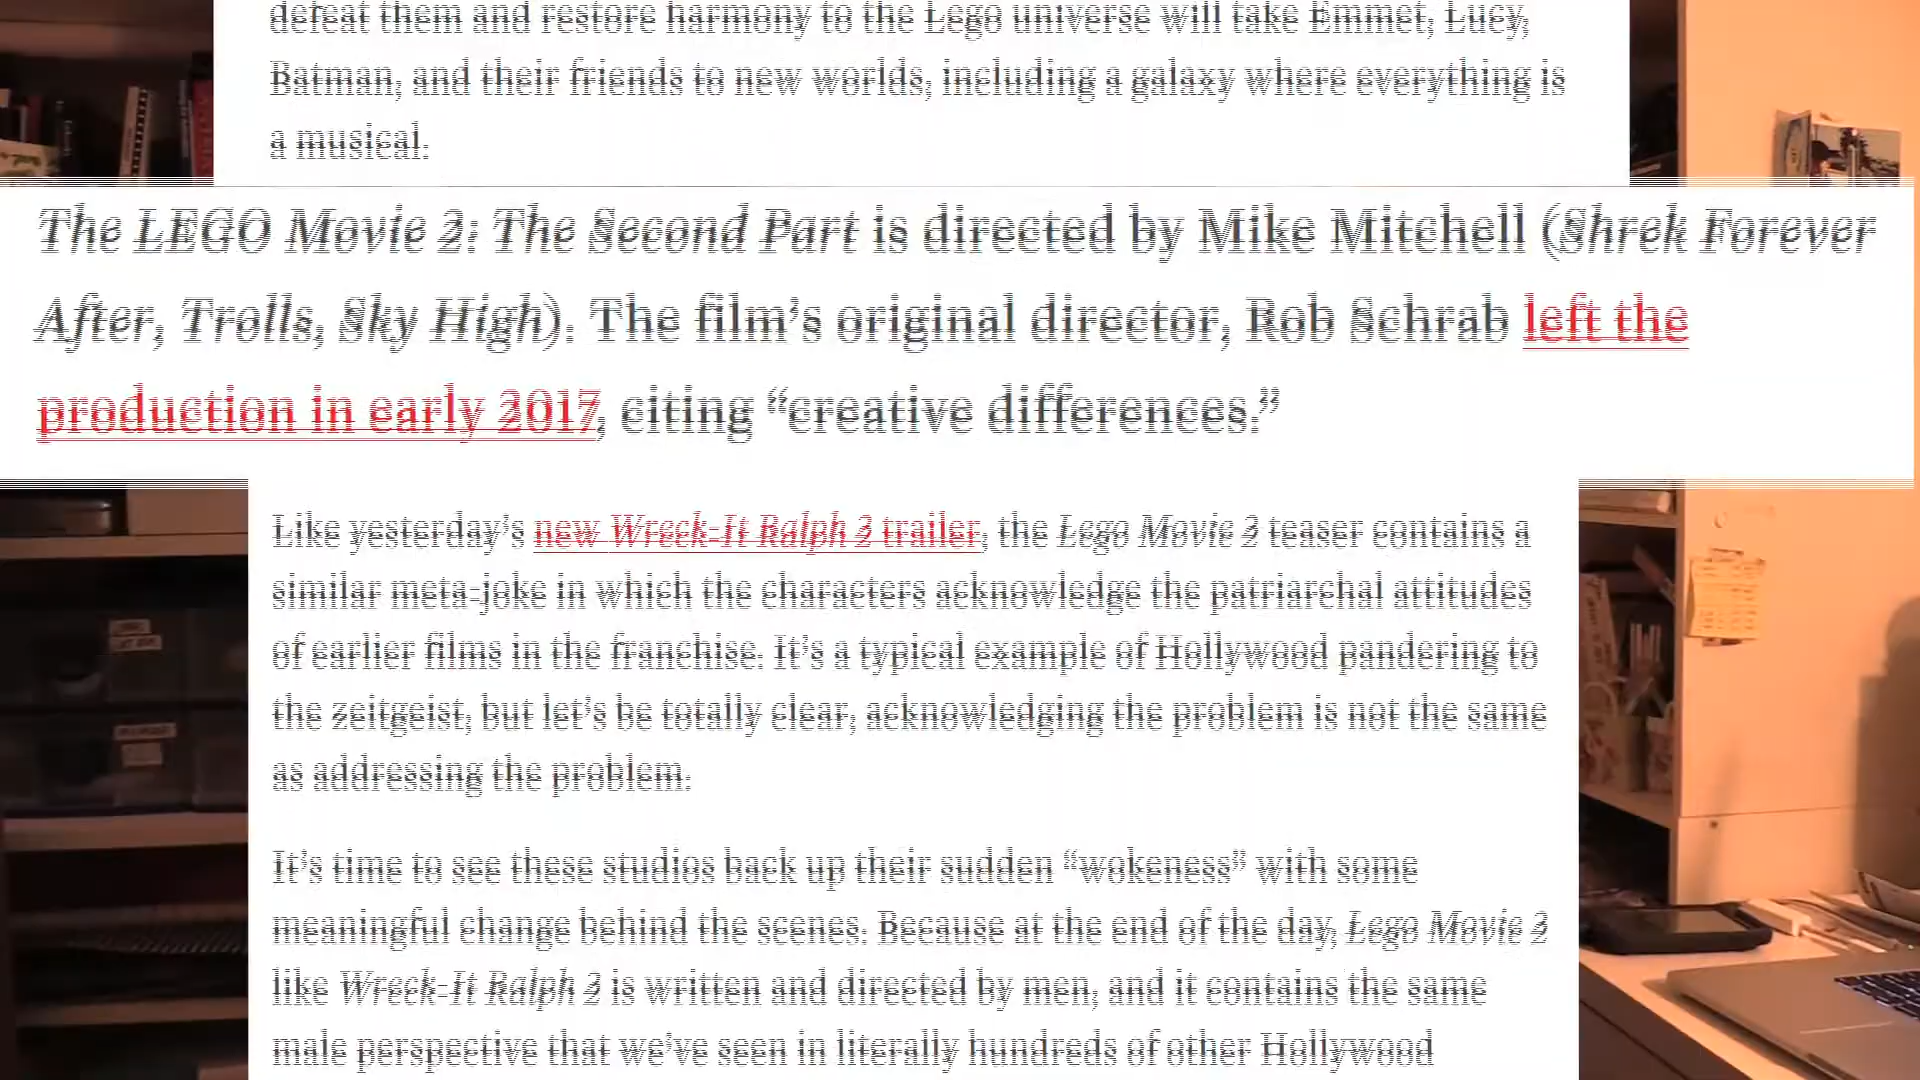 defeat them and restore harmony to the Lego universe will take Emmet, Lucy,
Batman, and their friends to new worlds, including a galaxy where everything is
a musical.
The LEGO Movie 2: The Second Part is directed by Mike Mitchell (Shrek Forever
After, Trolls, Sky High). The film’s original director, Rob Schrab left the
production in early 2017, citing “creative differences.”
Like yesterday’s new Wreck-It Ralph 2 trailer, the Lego Movie 2 teaser contains a
similar meta-joke in which the characters acknowledge the patriarchal attitudes
of earlier films in the franchise. It’s a typical example of Hollywood pandering to
the zeitgeist, but let’s be totally clear, acknowledging the problem is not the same
as addressing the problem.
It’s time to see these studios back up their sudden “wokeness” with some
meaningful change behind the scenes. Because at the end of the day, Lego Movie 2
like Wreck-It Ralph 2 is written and directed by men, and it contains the same
male perspective that we’ve seen in literally hundreds of other Hollywood